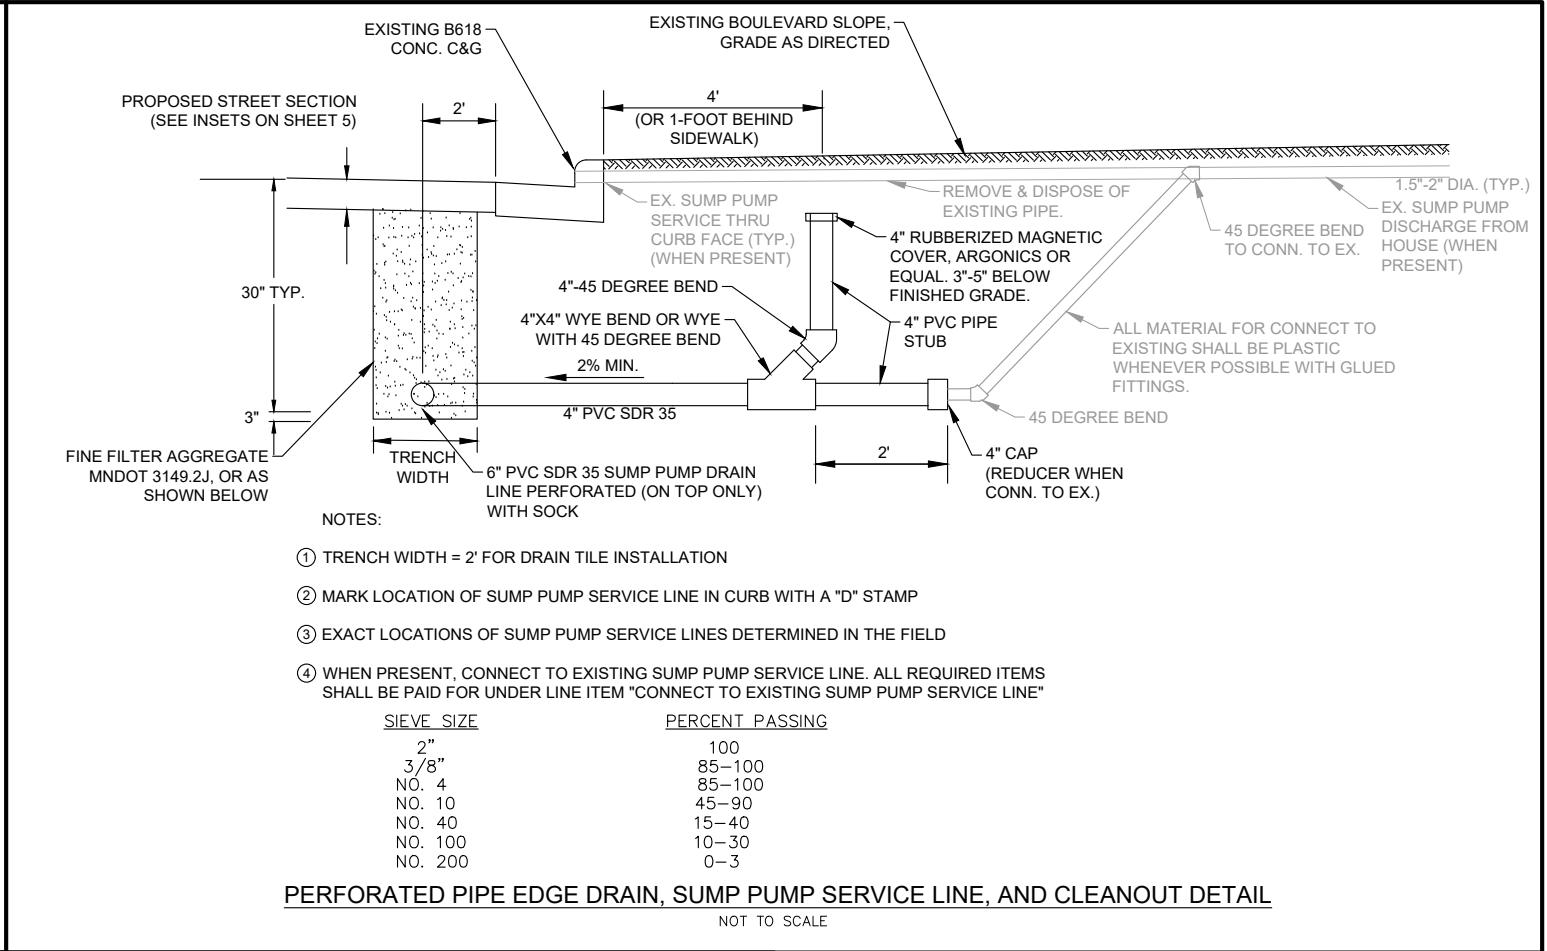 EXISTING B618
CONC. C&G
EXISTING BOULEVARD SLOPE,
GRADE AS DIRECTED
PROPOSED STREET SECTION
(SEE INSETS ON SHEET 5)
2'
4'
(OR 1-FOOT BEHIND
SIDEWALK)
EX. SUMP PUMP
SERVICE THRU
CURB FACE (TYP.)
(WHEN PRESENT)
REMOVE & DISPOSE OF
EXISTING PIPE.
1.5"-2" DIA. (TYP.)
EX. SUMP PUMP
DISCHARGE FROM
HOUSE (WHEN
PRESENT)
45 DEGREE BEND
TO CONN. TO EX.
4" RUBBERIZED MAGNETIC
COVER, ARGONICS OR
EQUAL. 3"-5" BELOW
FINISHED GRADE.
30" TYP.
4"-45 DEGREE BEND
4"X4" WYE BEND OR WYE
WITH 45 DEGREE BEND
4" PVC PIPE
STUB
ALL MATERIAL FOR CONNECT TO
EXISTING SHALL BE PLASTIC
WHENEVER POSSIBLE WITH GLUED
FITTINGS.
2% MIN.
4" PVC SDR 35
3"
45 DEGREE BEND
FINE FILTER AGGREGATE
MNDOT 3149.2J, OR AS
SHOWN BELOW
TRENCH
WIDTH
6" PVC SDR 35 SUMP PUMP DRAIN
LINE PERFORATED (ON TOP ONLY)
WITH SOCK
2'
4" CAP
(REDUCER WHEN
CONN. TO EX.)
NOTES:
1 TRENCH WIDTH = 2' FOR DRAIN TILE INSTALLATION
2 MARK LOCATION OF SUMP PUMP SERVICE LINE IN CURB WITH A "D" STAMP
3 EXACT LOCATIONS OF SUMP PUMP SERVICE LINES DETERMINED IN THE FIELD
4 WHEN PRESENT, CONNECT TO EXISTING SUMP PUMP SERVICE LINE. ALL REQUIRED ITEMS
SHALL BE PAID FOR UNDER LINE ITEM "CONNECT TO EXISTING SUMP PUMP SERVICE LINE"
SIEVE SIZE PERCENT PASSING
2" 100
3/8" 85-100
NO. 4 85-100
NO. 10 45-90
NO. 40 15-40
NO. 100 10-30
NO. 200 0-3
PERFORATED PIPE EDGE DRAIN, SUMP PUMP SERVICE LINE, AND CLEANOUT DETAIL
NOT TO SCALE